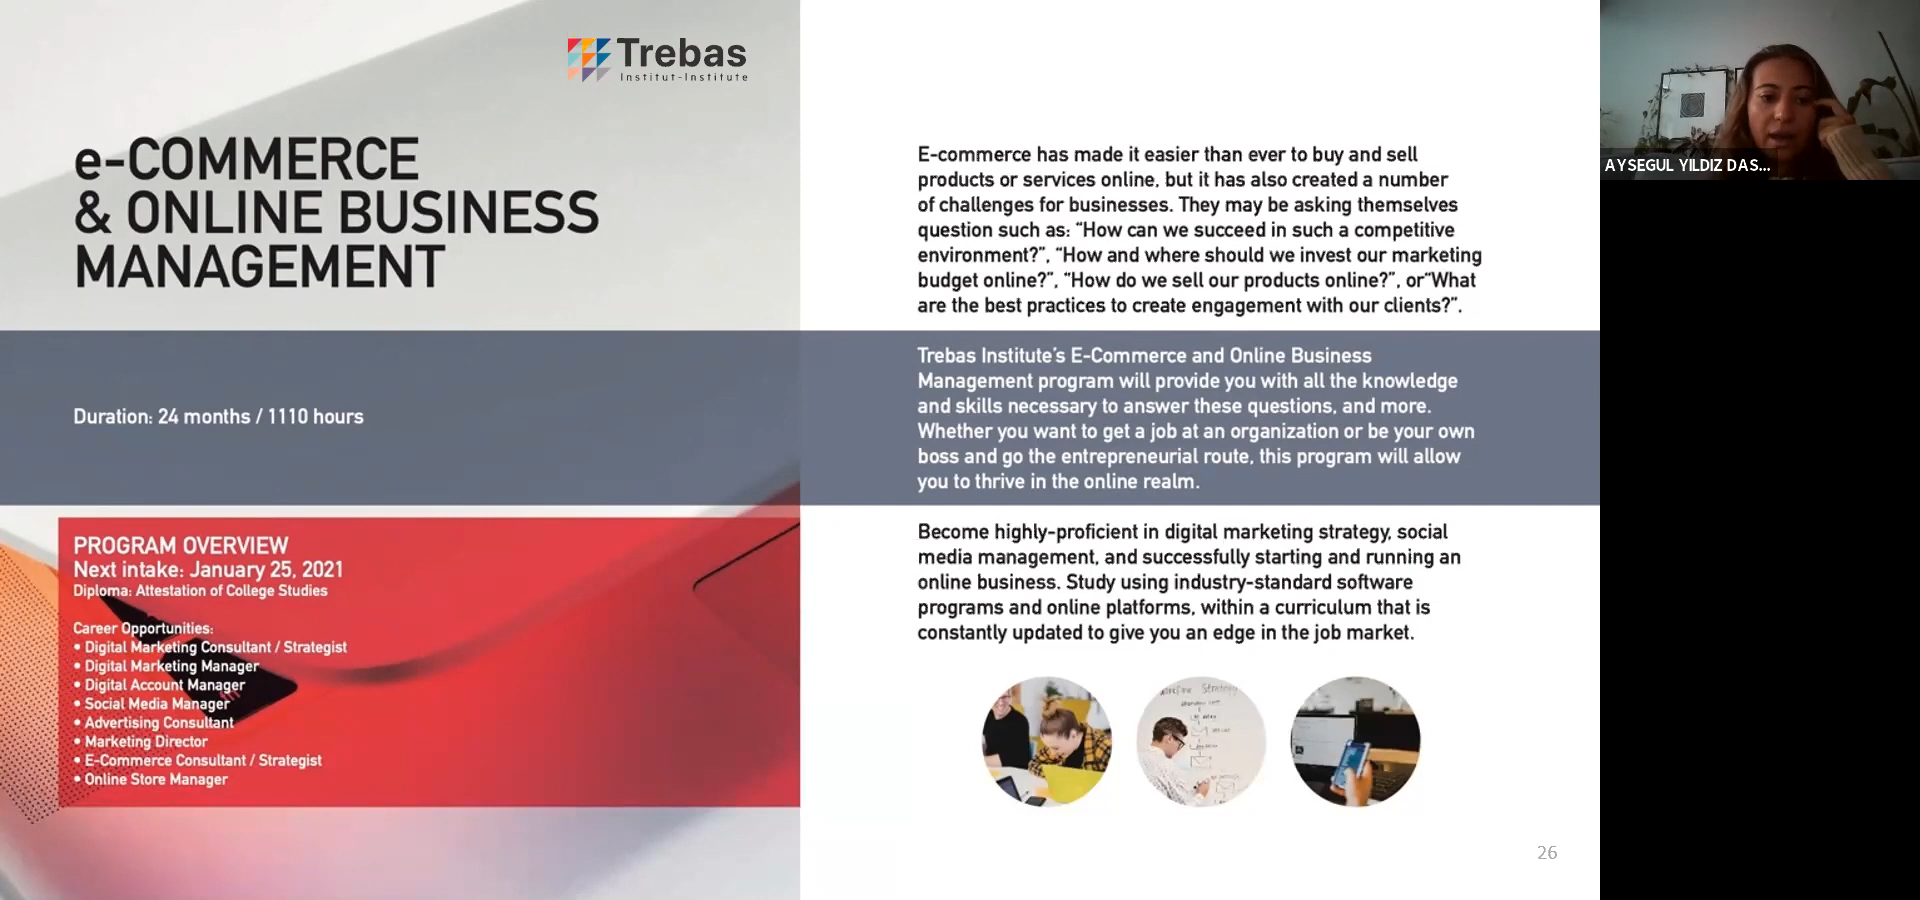 Trebas
Institut-Institute
e-COMMERCE
& ONLINE BUSINESS
MANAGEMENT
Duration: 24 months / 1110 hours
PROGRAM OVERVIEW
Next intake: January 25, 2021
Diploma: Attestation of College Studies
Career Opportunities:
• Digital Marketing Consultant / Strategist
• Digital Marketing Manager
• Digital Account Manager
• Social Media Manager
• Advertising Consultant
• Marketing Director
• E-Commerce Consultant / Strategist
• Online Store Manager
E-commerce has made it easier than ever to buy and sell
products or services online, but it has also created a number
of challenges for businesses. They may be asking themselves
question such as: “How can we succeed in such a competitive
environment?”, “How and where should we invest our marketing
budget online?”, “How do we sell our products online?”, or“What
are the best practices to create engagement with our clients?”.
Trebas Institute’s E-Commerce and Online Business
Management program will provide you with all the knowledge
and skills necessary to answer these questions, and more.
Whether you want to get a job at an organization or be your own
boss and go the entrepreneurial route, this program will allow
you to thrive in the online realm.
Become highly-proficient in digital marketing strategy, social
media management, and successfully starting and running an
online business. Study using industry-standard software
programs and online platforms, within a curriculum that is
constantly updated to give you an edge in the job market.
Strategy
26
AYSEGUL YILDIZ DAS...